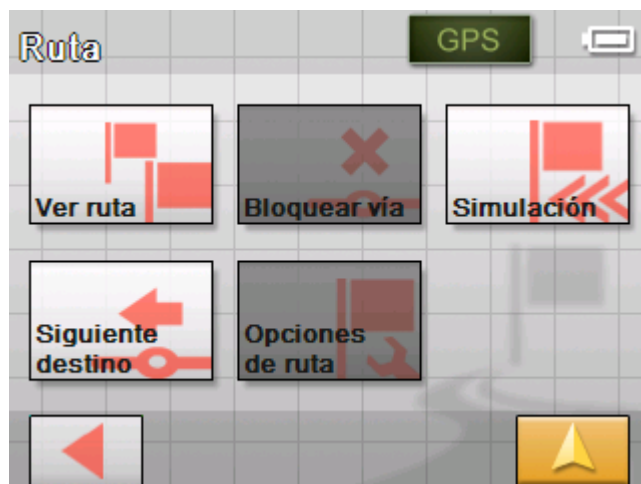 Ruta
GPS
Ver ruta
Bloquear vía
Simulación
Siguiente
destino
Opciones
de ruta